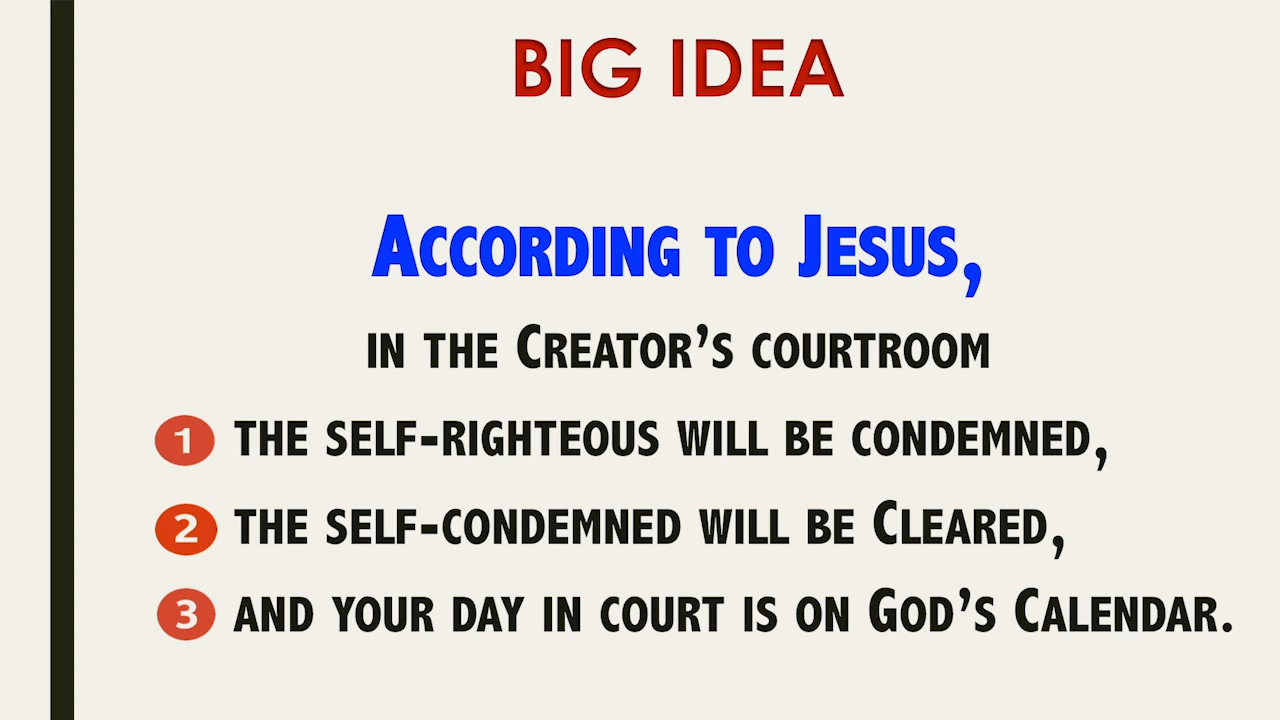 BIG IDEA
According to Jesus,
in the Creator's courtroom
1 the self-righteous will be condemned,
2 the self-condemned will be Cleared,
3 and your day in court is on God's Calendar.